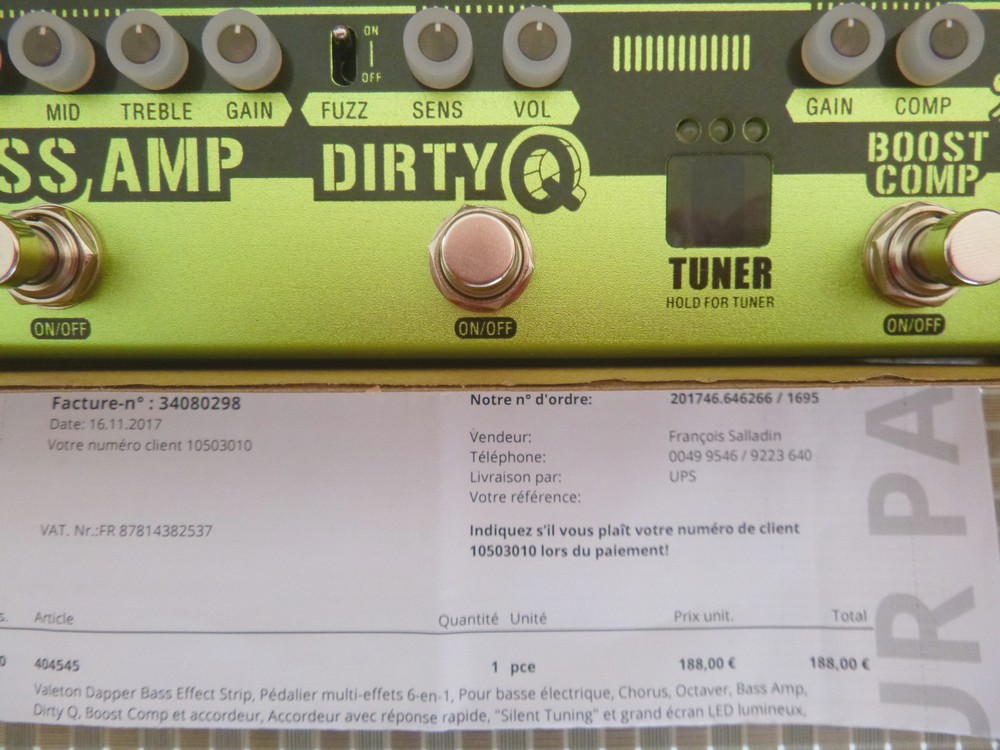 ON
OFF
MID TREBLE GAIN FUZZ SENS VOL GAIN COMP
SS AMP DIRTY Q BOOST
COMP
TUNER
HOLD FOR TUNER
ON/OFF ON/OFF ON/OFF
Facture-n° : 34080298
Date: 16.11.2017
Votre numéro client 10503010
VAT. Nr.:FR 87814382537
Notre n° d'ordre: 201746.646266 / 1695
Vendeur: François Salladin
Téléphone: 0049 9546 / 9223 640
Livraison par: UPS
Votre référence:
Indiquez s'il vous plaît votre numéro de client
10503010 lors du paiement!
UR PA
s. Article Quantité Unité Prix unit. Total
0 404545 1 pce 188,00 € 188,00 €
Valeton Dapper Bass Effect Strip, Pédalier multi-effets 6-en-1, Pour basse électrique, Chorus, Octaver, Bass Amp,
Dirty Q, Boost Comp et accordeur, Accordeur avec réponse rapide, "Silent Tuning" et grand écran LED lumineux,